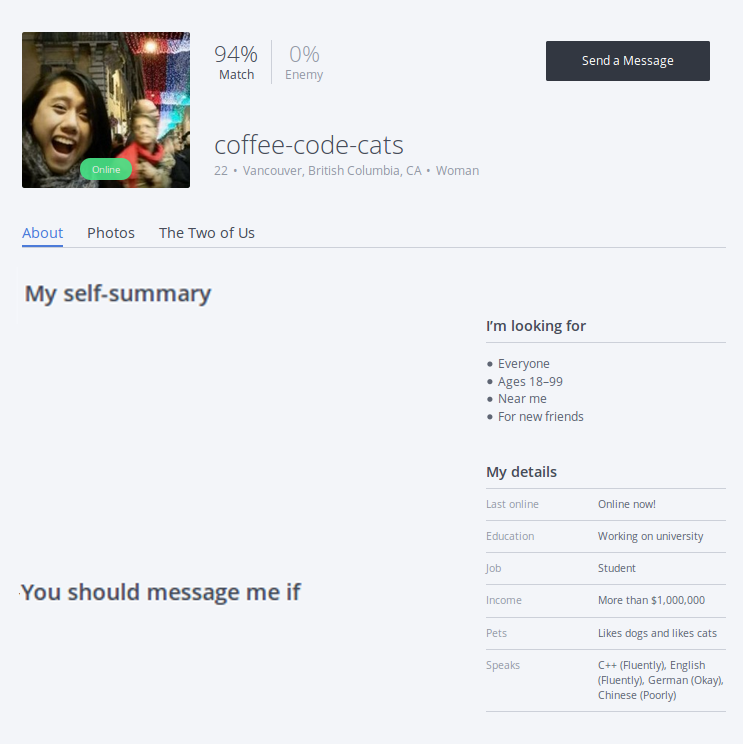 94% 0%
Match Enemy
Send a Message
coffee-code-cats
22 • Vancouver, British Columbia, CA • Woman
Online
About Photos The Two of Us
My self-summary
You should message me if
I'm looking for
• Everyone
• Ages 18–99
• Near me
• For new friends
My details
Last online Online now!
Education Working on university
Job Student
Income More than $1,000,000
Pets Likes dogs and likes cats
Speaks C++ (Fluently), English
(Fluently), German (Okay),
Chinese (Poorly)